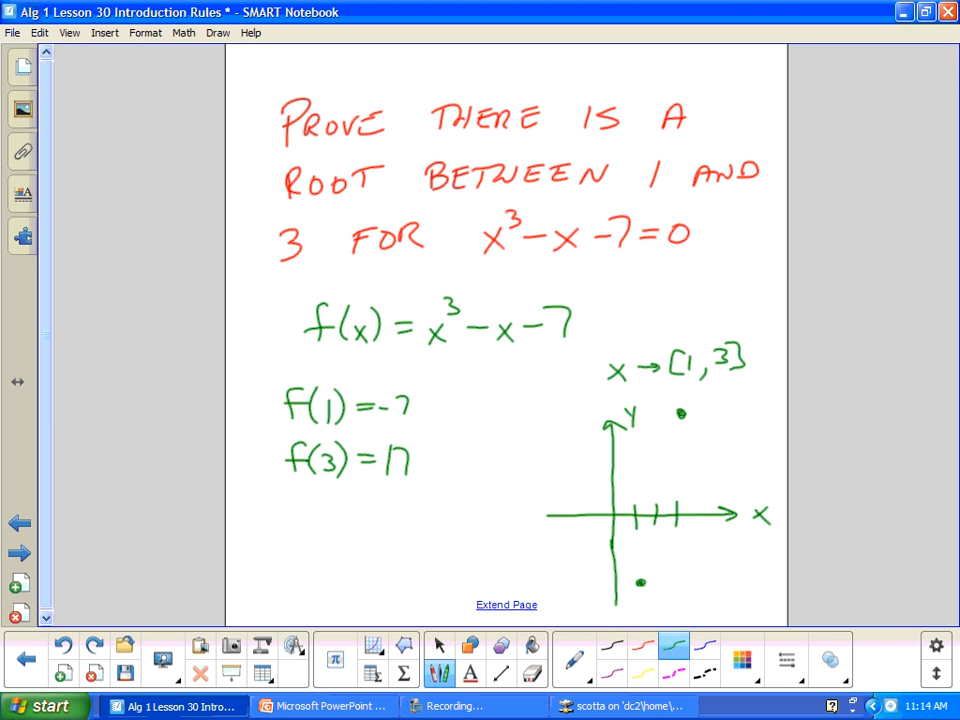 Alg 1 Lesson 30 Introduction Rules * - SMART Notebook
File Edit View Insert Format Math Draw Help
PROVE THERE IS A
ROOT BETWEEN 1 AND
3 FOR x³-x-7=0
f(x) = x³-x-7
x → [1, 3]
f(1) = -7
f(3) = 17
Y
X
Extend Page
π
Σ
A
start
Alg 1 Lesson 30 Intro...
Microsoft PowerPoint ...
Recording...
scotta on 'dc2\home\...
11:14 AM